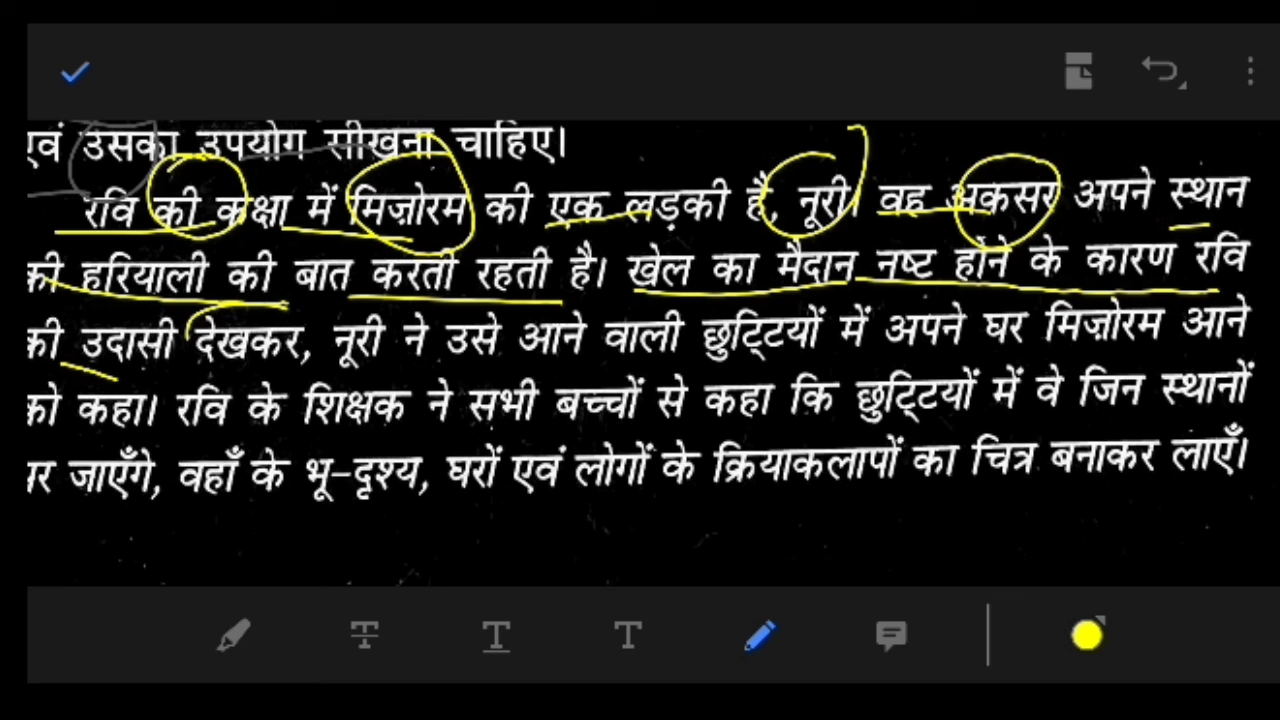 एवं उसका उपयोग सीखना चाहिए।
रवि की कक्षा में मिज़ोरम की एक लड़की है, नूरी। वह अकसर अपने स्थान
की हरियाली की बात करती रहती है। खेल का मैदान नष्ट होने के कारण रवि
की उदासी देखकर, नूरी ने उसे आने वाली छुट्टियों में अपने घर मिज़ोरम आने
को कहा। रवि के शिक्षक ने सभी बच्चों से कहा कि छुट्टियों में वे जिन स्थानों
पर जाएँगे, वहाँ के भू-दृश्य, घरों एवं लोगों के क्रियाकलापों का चित्र बनाकर लाएँ।